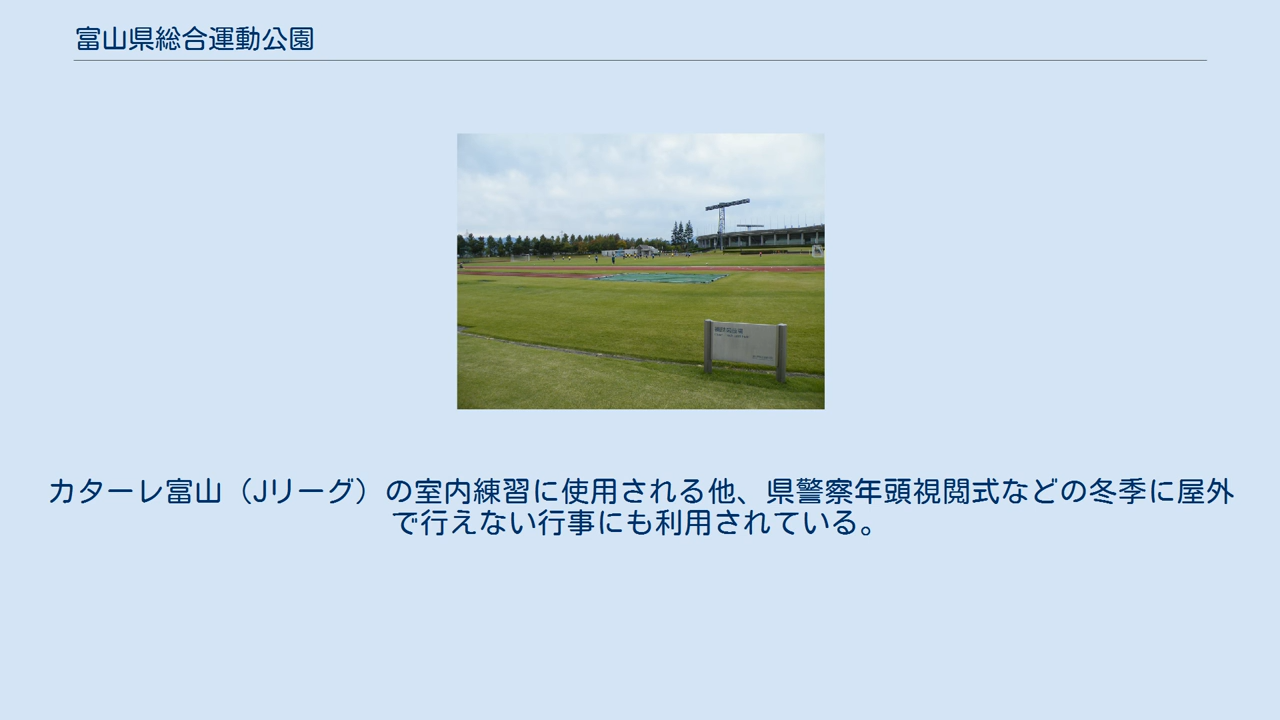 富山県総合運動公園
カターレ富山（Jリーグ）の室内練習に使用される他、県警察年頭視閲式などの冬季に屋外
で行えない行事にも利用されている。